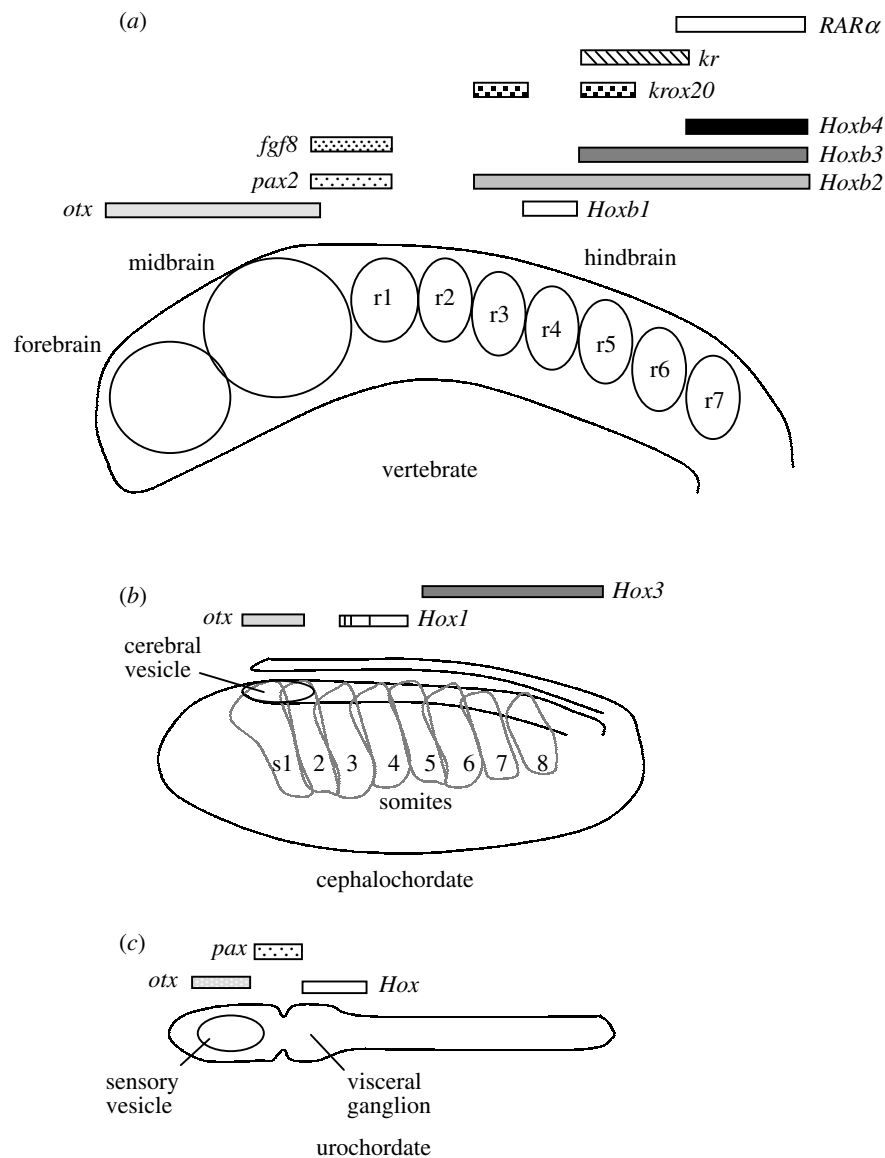 (a)
RARα
kr
krox20
Hoxb4
fgf8
Hoxb3
pax2
Hoxb2
otx
Hoxb1
midbrain
hindbrain
forebrain
r1
r2
r3
r4
r5
r6
r7
vertebrate
(b)
Hox3
otx
Hox1
cerebral
vesicle
s1
2
3
4
5
6
7
8
somites
cephalochordate
(c)
pax
otx
Hox
sensory
vesicle
visceral
ganglion
urochordate